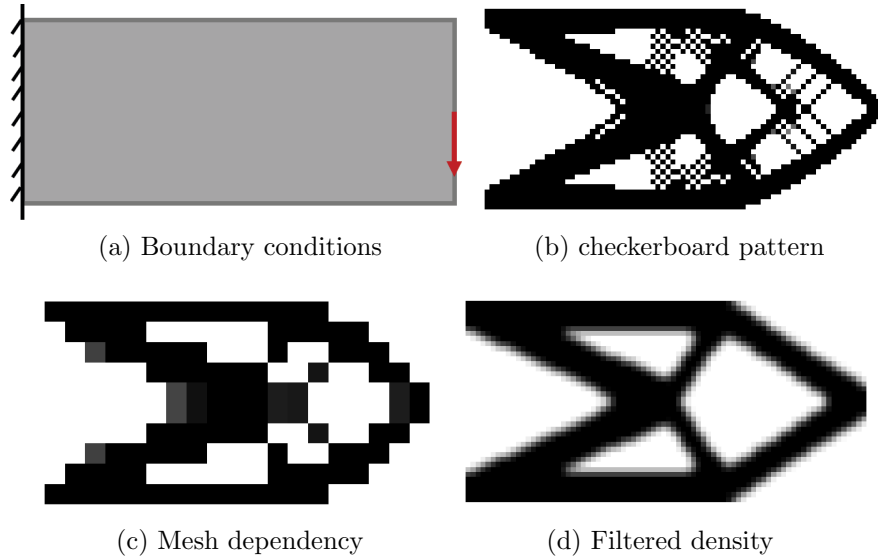 (a) Boundary conditions
(b) checkerboard pattern
(c) Mesh dependency
(d) Filtered density